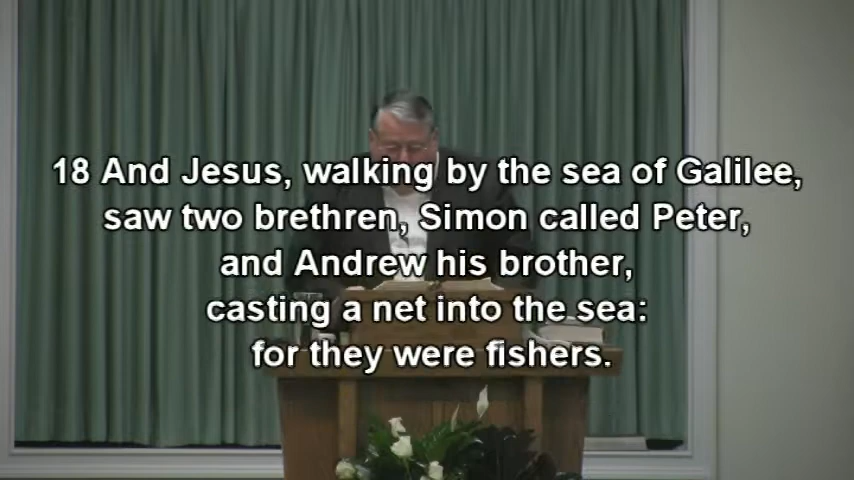 18 And Jesus, walking by the sea of Galilee,
saw two brethren, Simon called Peter,
and Andrew his brother,
casting a net into the sea:
for they were fishers.